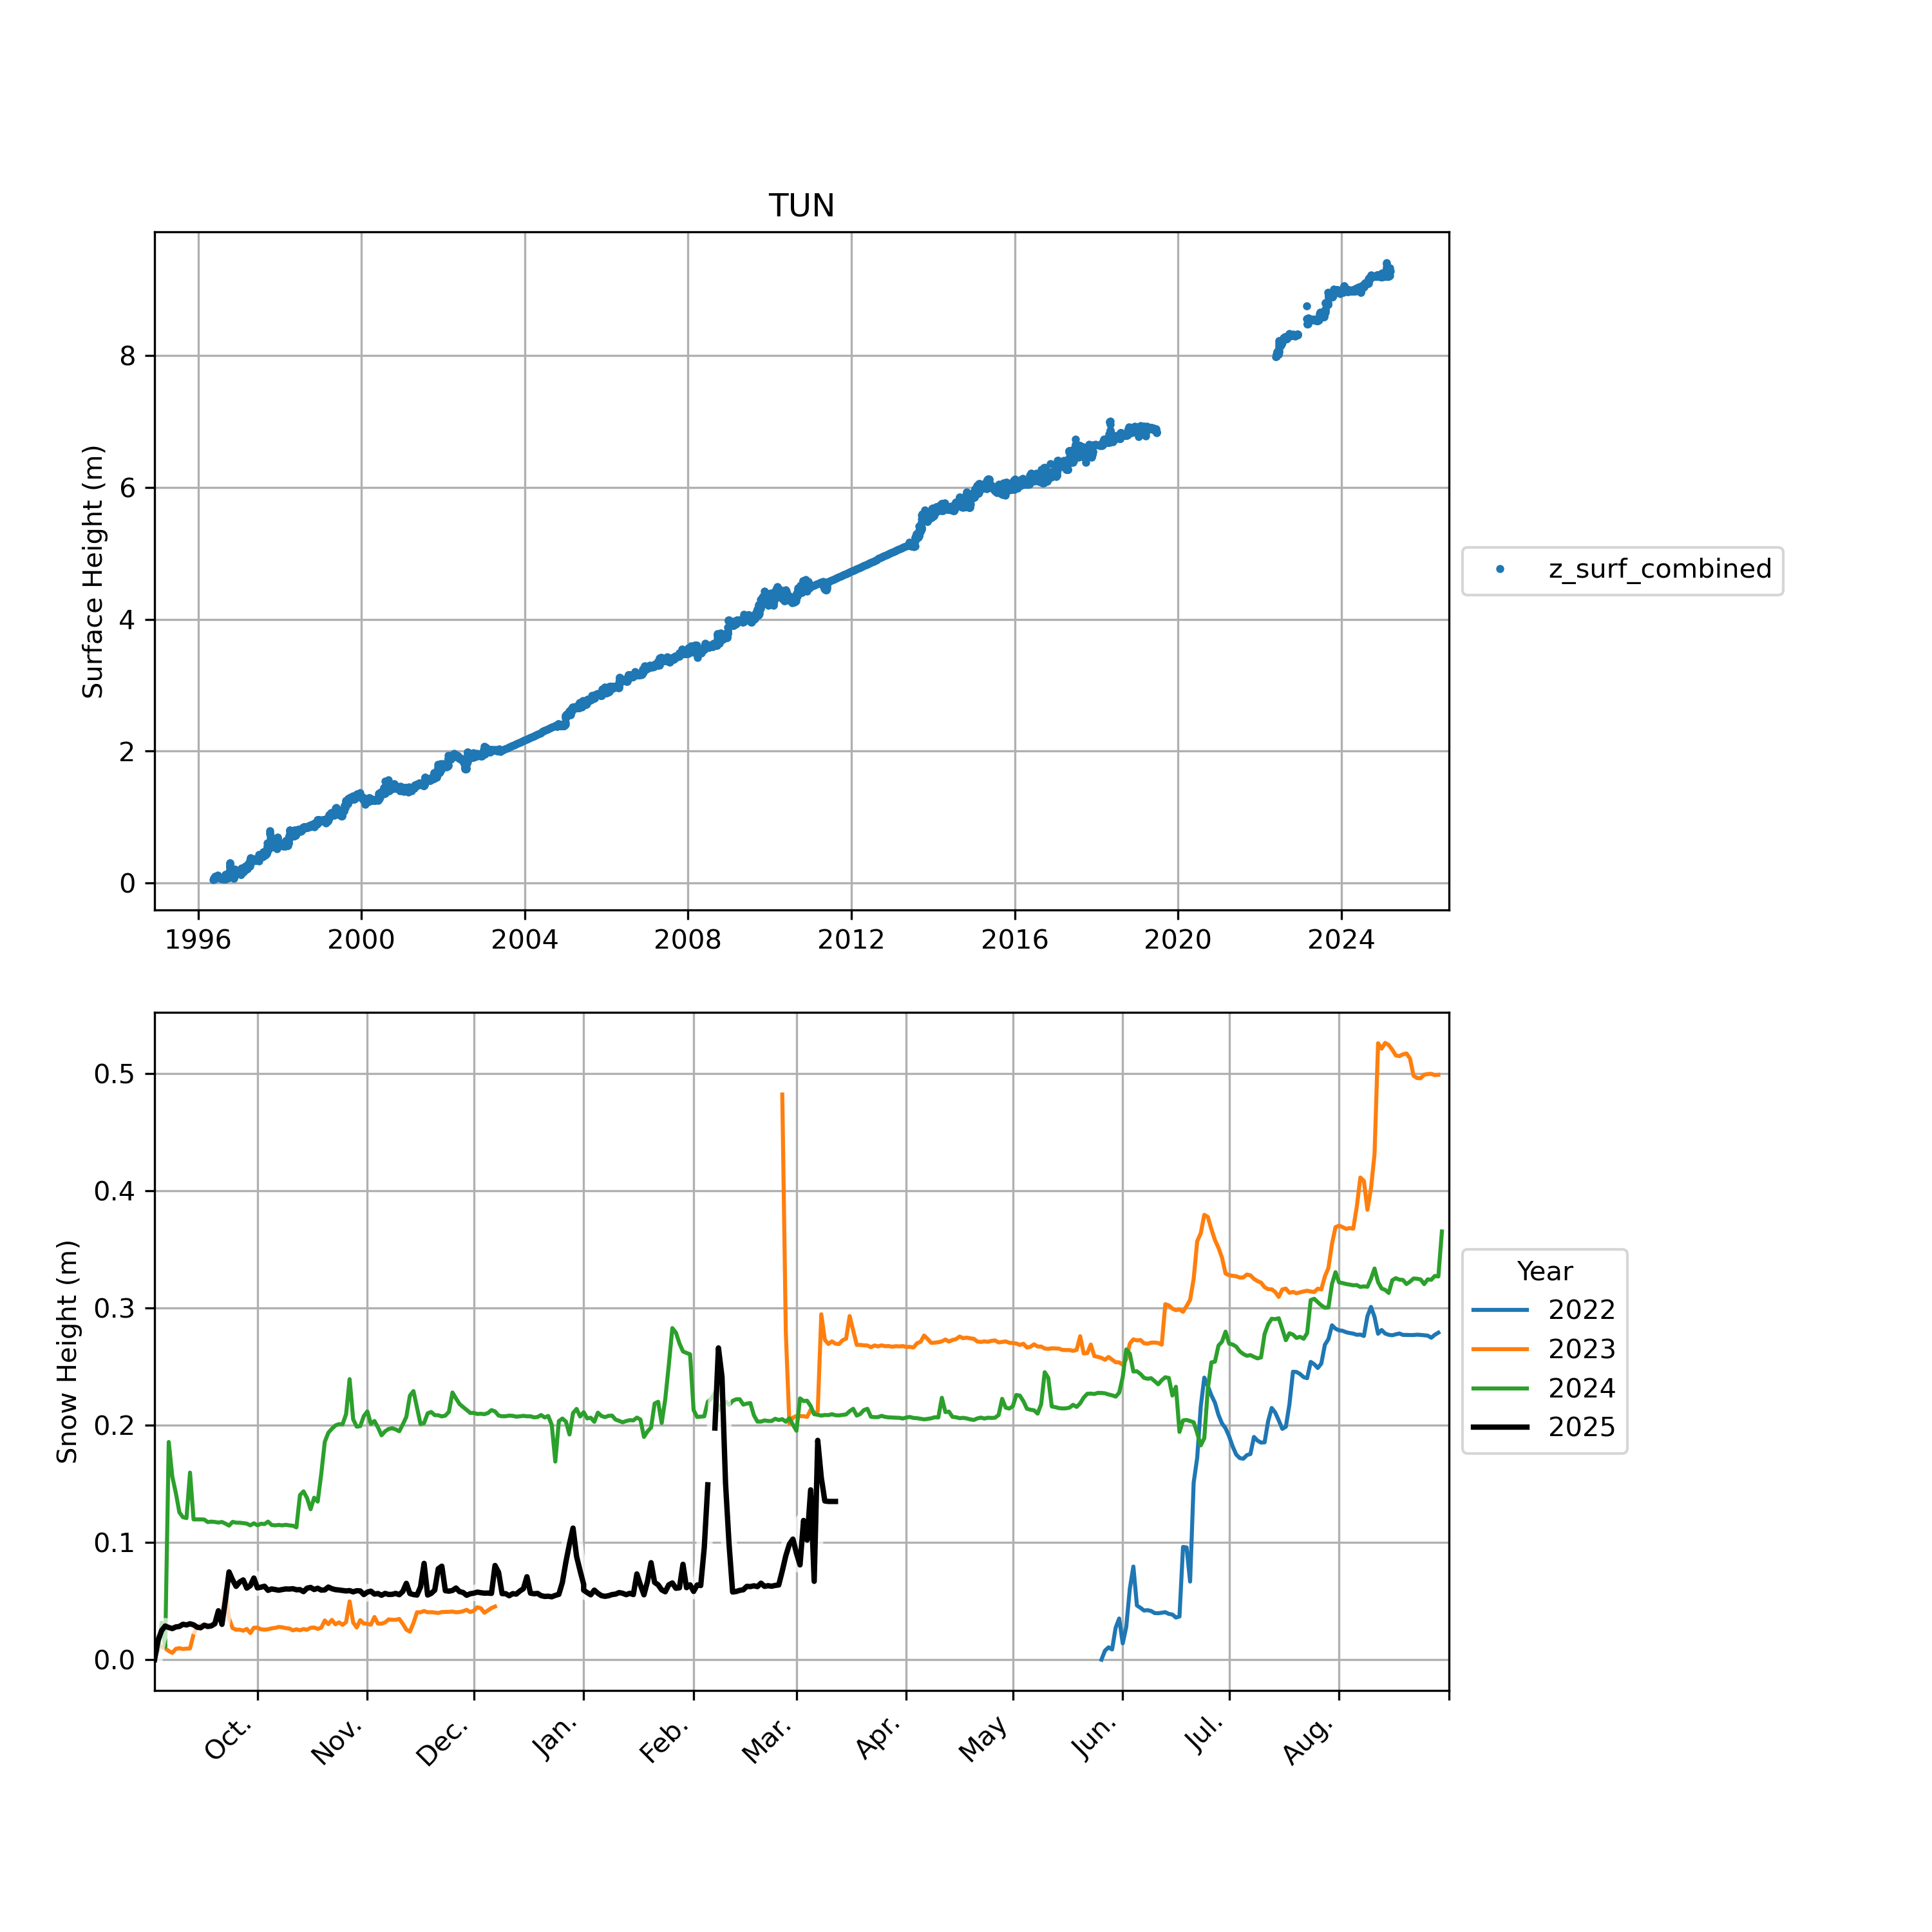 TUN
Surface Height (m)
8
6
4
2
0
1996 2000 2004 2008 2012 2016 2020 2024
z_surf_combined
Snow Height (m)
0.5
0.4
0.3
0.2
0.1
0.0
Oct. Nov. Dec. Jan. Feb. Mar. Apr. May Jun. Jul. Aug.
Year
2022
2023
2024
2025